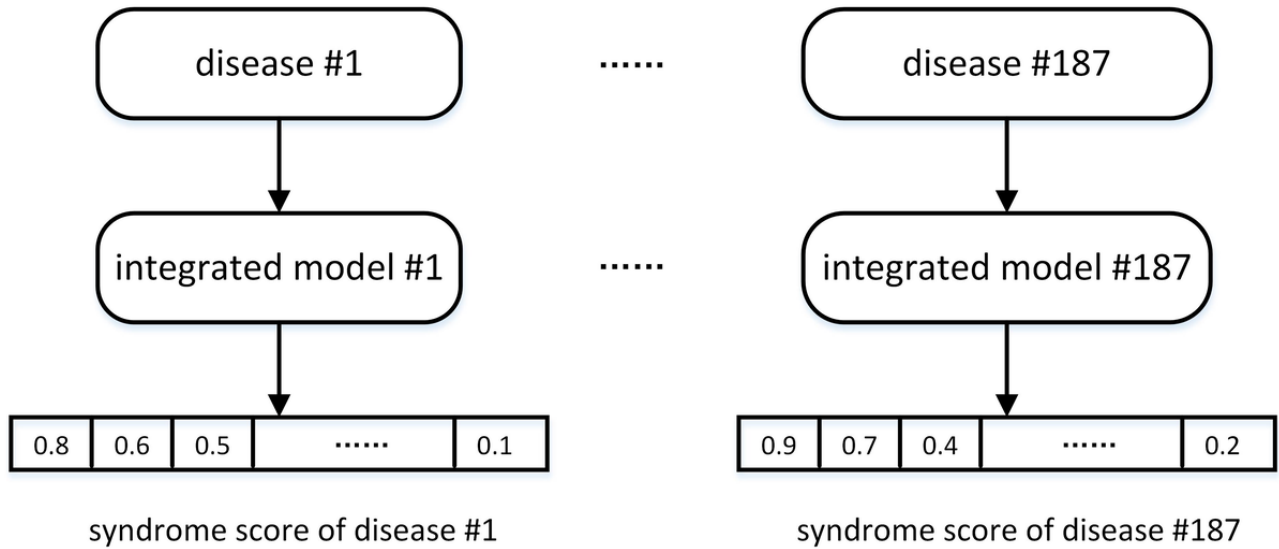 disease #1 ...... disease #187
integrated model #1 ...... integrated model #187
0.8 0.6 0.5 ...... 0.1 0.9 0.7 0.4 ...... 0.2
syndrome score of disease #1 syndrome score of disease #187